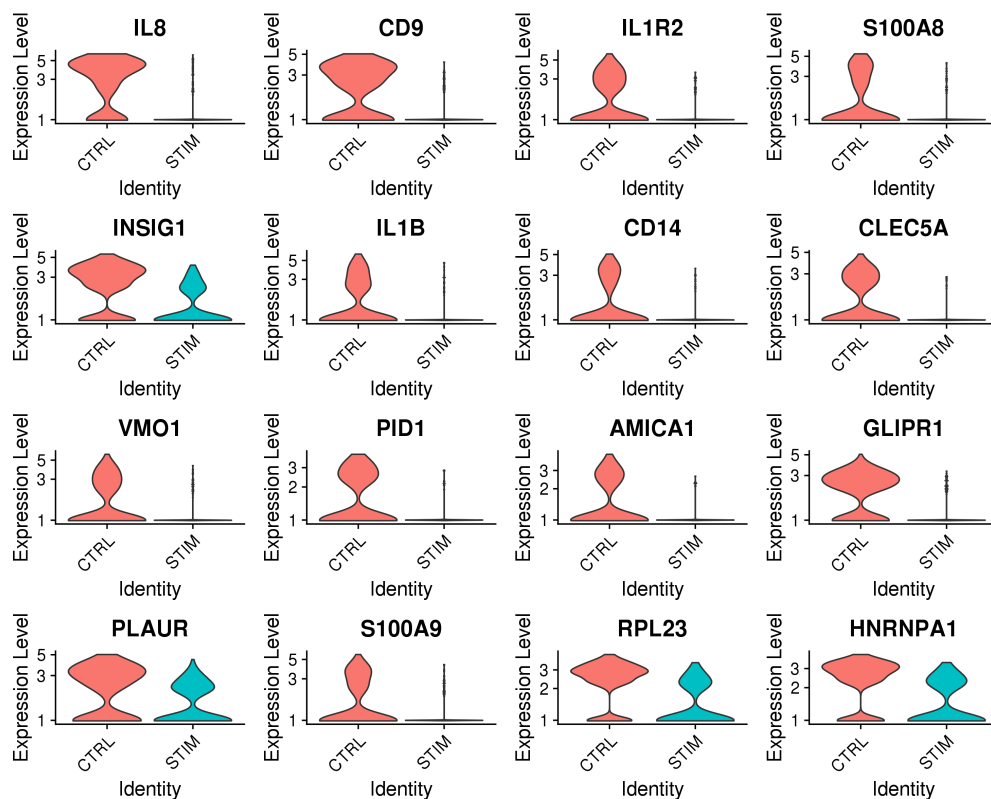 IL8 CD9 IL1R2 S100A8
Expression Level Expression Level Expression Level Expression Level
5 5 5 5
3 3 3 3
1 1 1 1
CTRL STIM CTRL STIM CTRL STIM CTRL STIM
Identity Identity Identity Identity
INSIG1 IL1B CD14 CLEC5A
Expression Level Expression Level Expression Level Expression Level
5 5 5 5
3 3 3 3
1 1 1 1
CTRL STIM CTRL STIM CTRL STIM CTRL STIM
Identity Identity Identity Identity
VMO1 PID1 AMICA1 GLIPR1
Expression Level Expression Level Expression Level Expression Level
5 3 3 5
3 2 2 3
1 1 1 1
CTRL STIM CTRL STIM CTRL STIM CTRL STIM
Identity Identity Identity Identity
PLAUR S100A9 RPL23 HNRNPA1
Expression Level Expression Level Expression Level Expression Level
5 5 3 3
3 3 2 2
1 1 1 1
CTRL STIM CTRL STIM CTRL STIM CTRL STIM
Identity Identity Identity Identity